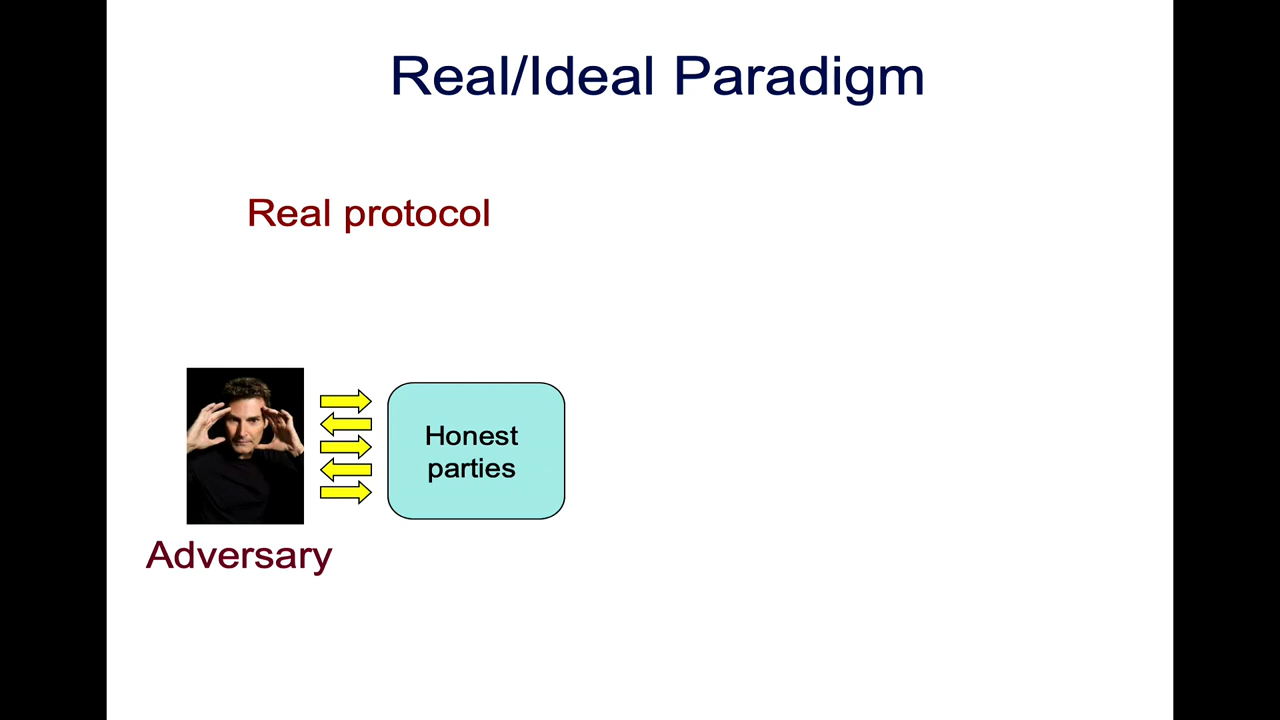 Real/Ideal Paradigm
Real protocol
Honest
parties
Adversary